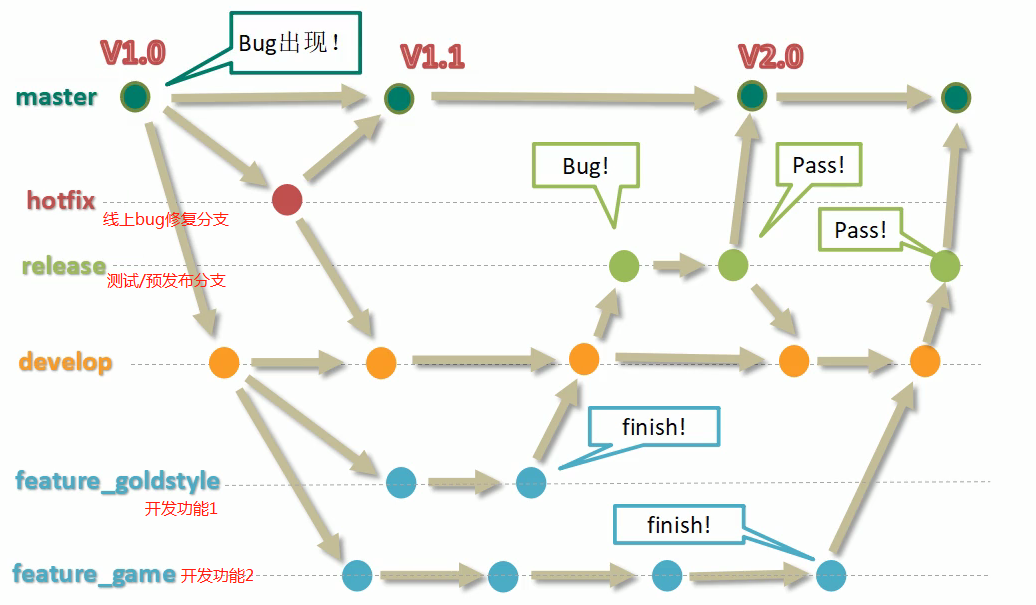 V1.0
Bug出现！
V1.1
V2.0
master
Bug!
Pass!
hotfix
线上bug修复分支
Pass!
release
测试/预发布分支
develop
finish!
feature_goldstyle
开发功能1
finish!
feature_game 开发功能2